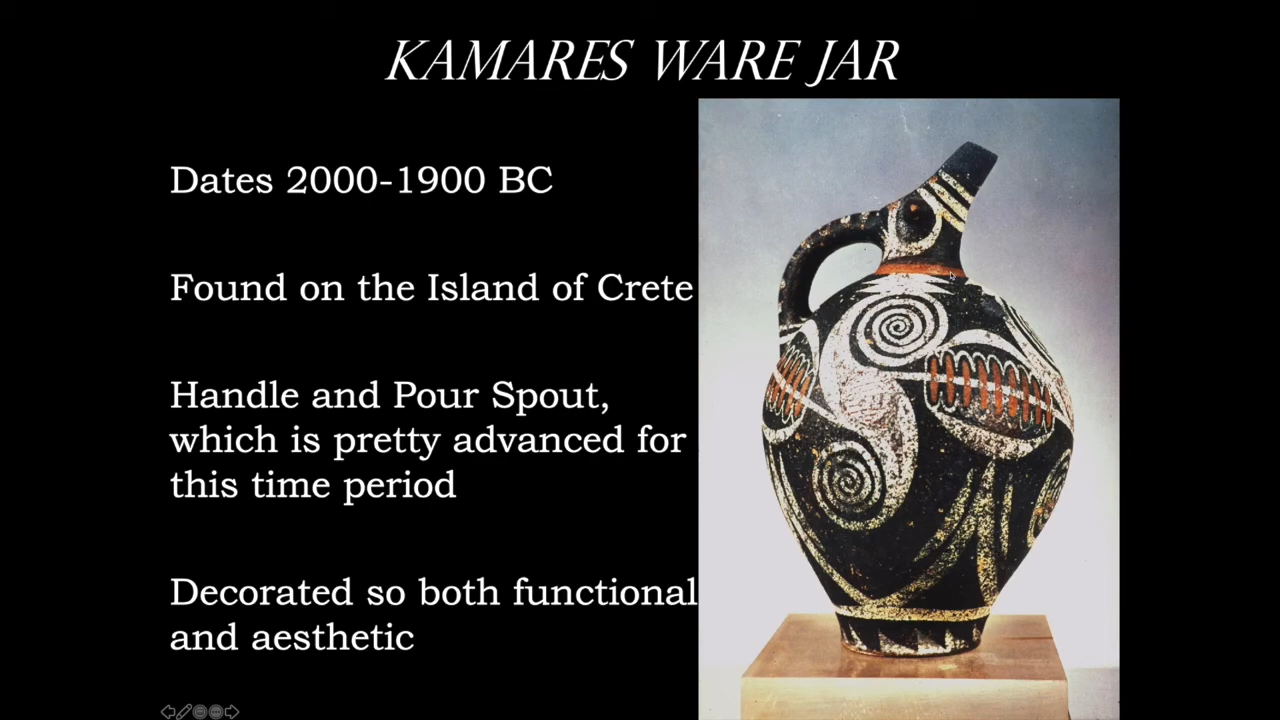 KAMARES WARE JAR
Dates 2000-1900 BC
Found on the Island of Crete
Handle and Pour Spout,
which is pretty advanced for
this time period
Decorated so both functional
and aesthetic